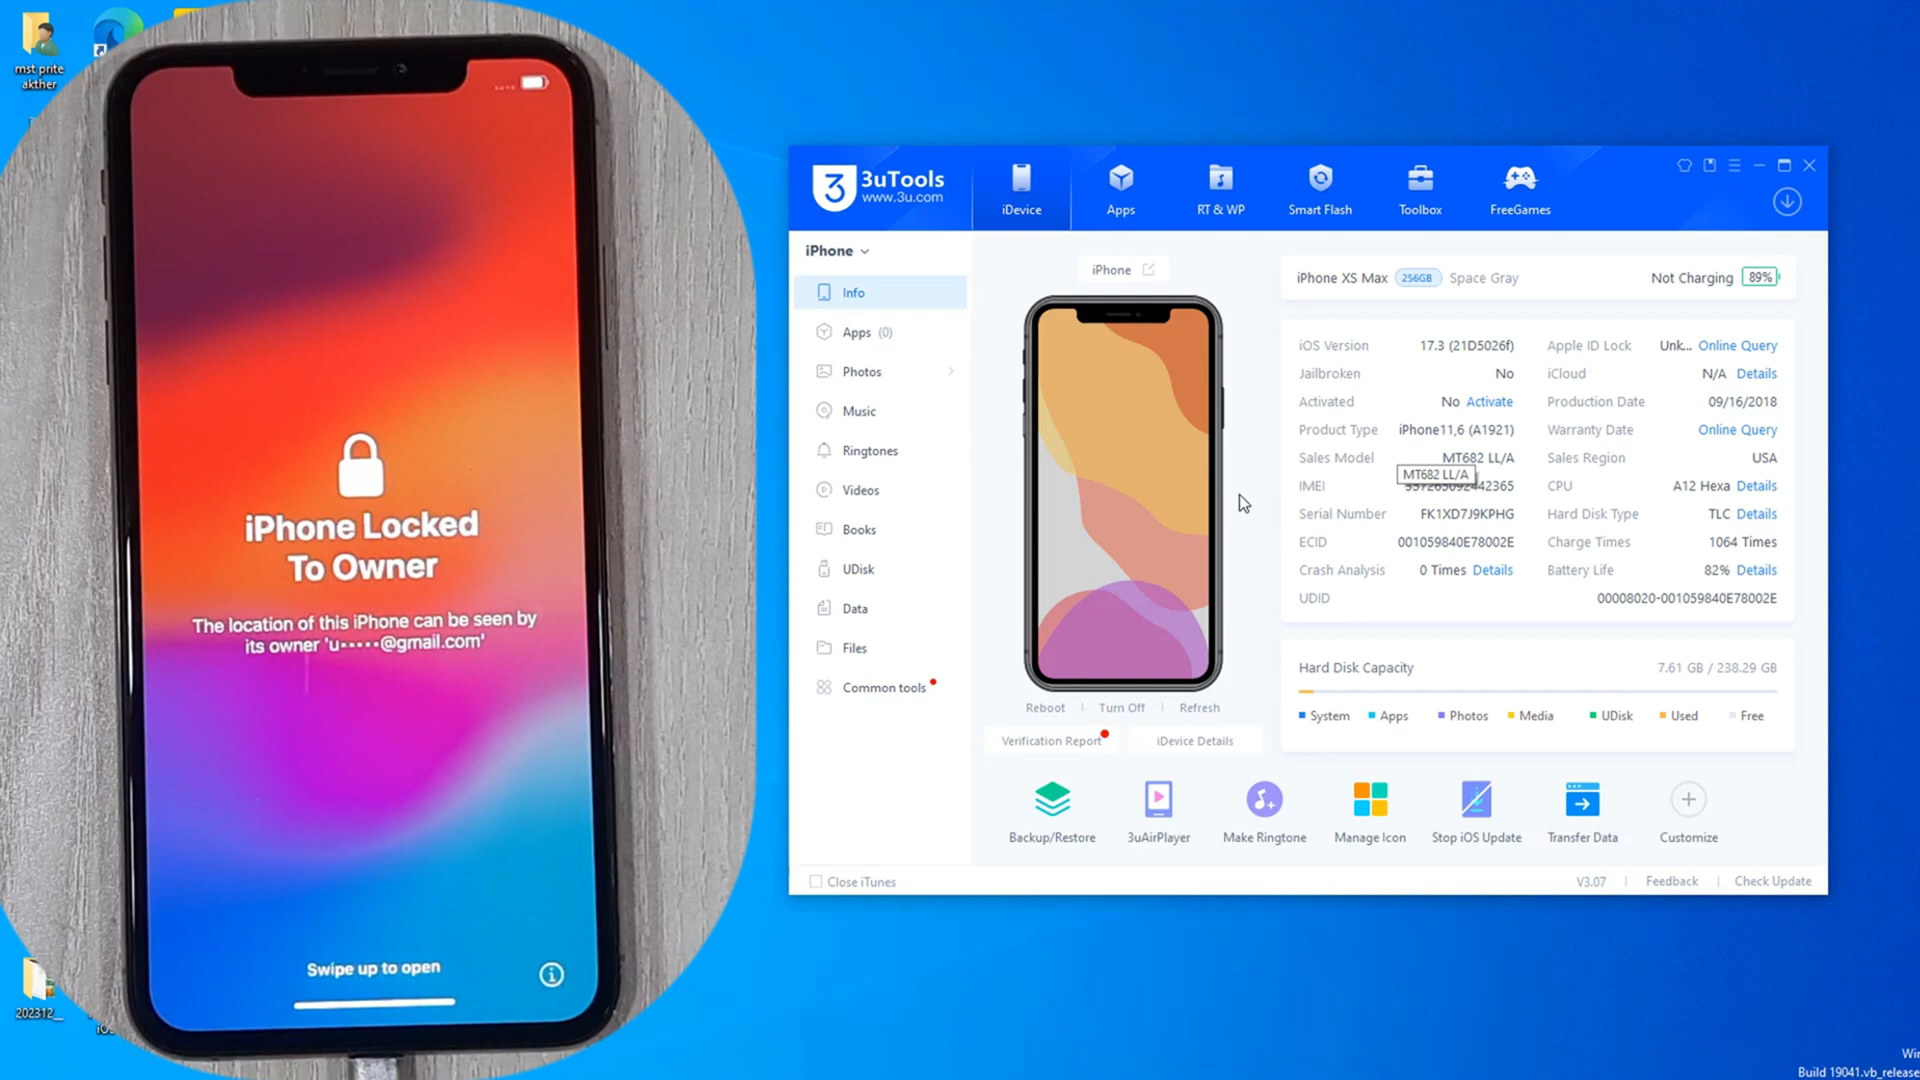 mst prite
akther
iPhone Locked
To Owner
The location of this iPhone can be seen by
its owner 'u•••••@gmail.com'
Swipe up to open
202312__
3uTools
www.3u.com
iDevice
Apps
RT & WP
Smart Flash
Toolbox
FreeGames
iPhone
Info
Apps (0)
Photos
Music
Ringtones
Videos
Books
UDisk
Data
Files
Common tools
iPhone
Reboot
Turn Off
Refresh
Verification Report
iDevice Details
iPhone XS Max 256GB Space Gray Not Charging 89%
iOS Version 17.3 (21D5026f) Apple ID Lock Unk... Online Query
Jailbroken No iCloud N/A Details
Activated No Activate Production Date 09/16/2018
Product Type iPhone11,6 (A1921) Warranty Date Online Query
Sales Model MT682 LL/A Sales Region USA
MT682 LL/A
IMEI CPU A12 Hexa Details
Serial Number FK1XD7J9KPHG Hard Disk Type TLC Details
ECID 001059840E78002E Charge Times 1064 Times
Crash Analysis 0 Times Details Battery Life 82% Details
UDID 00008020-001059840E78002E
Hard Disk Capacity 7.61 GB / 238.29 GB
System Apps Photos Media UDisk Used Free
Backup/Restore
3uAirPlayer
Make Ringtone
Manage Icon
Stop iOS Update
Transfer Data
Customize
Close iTunes
V3.07
Feedback
Check Update
Build 19041.vb_release